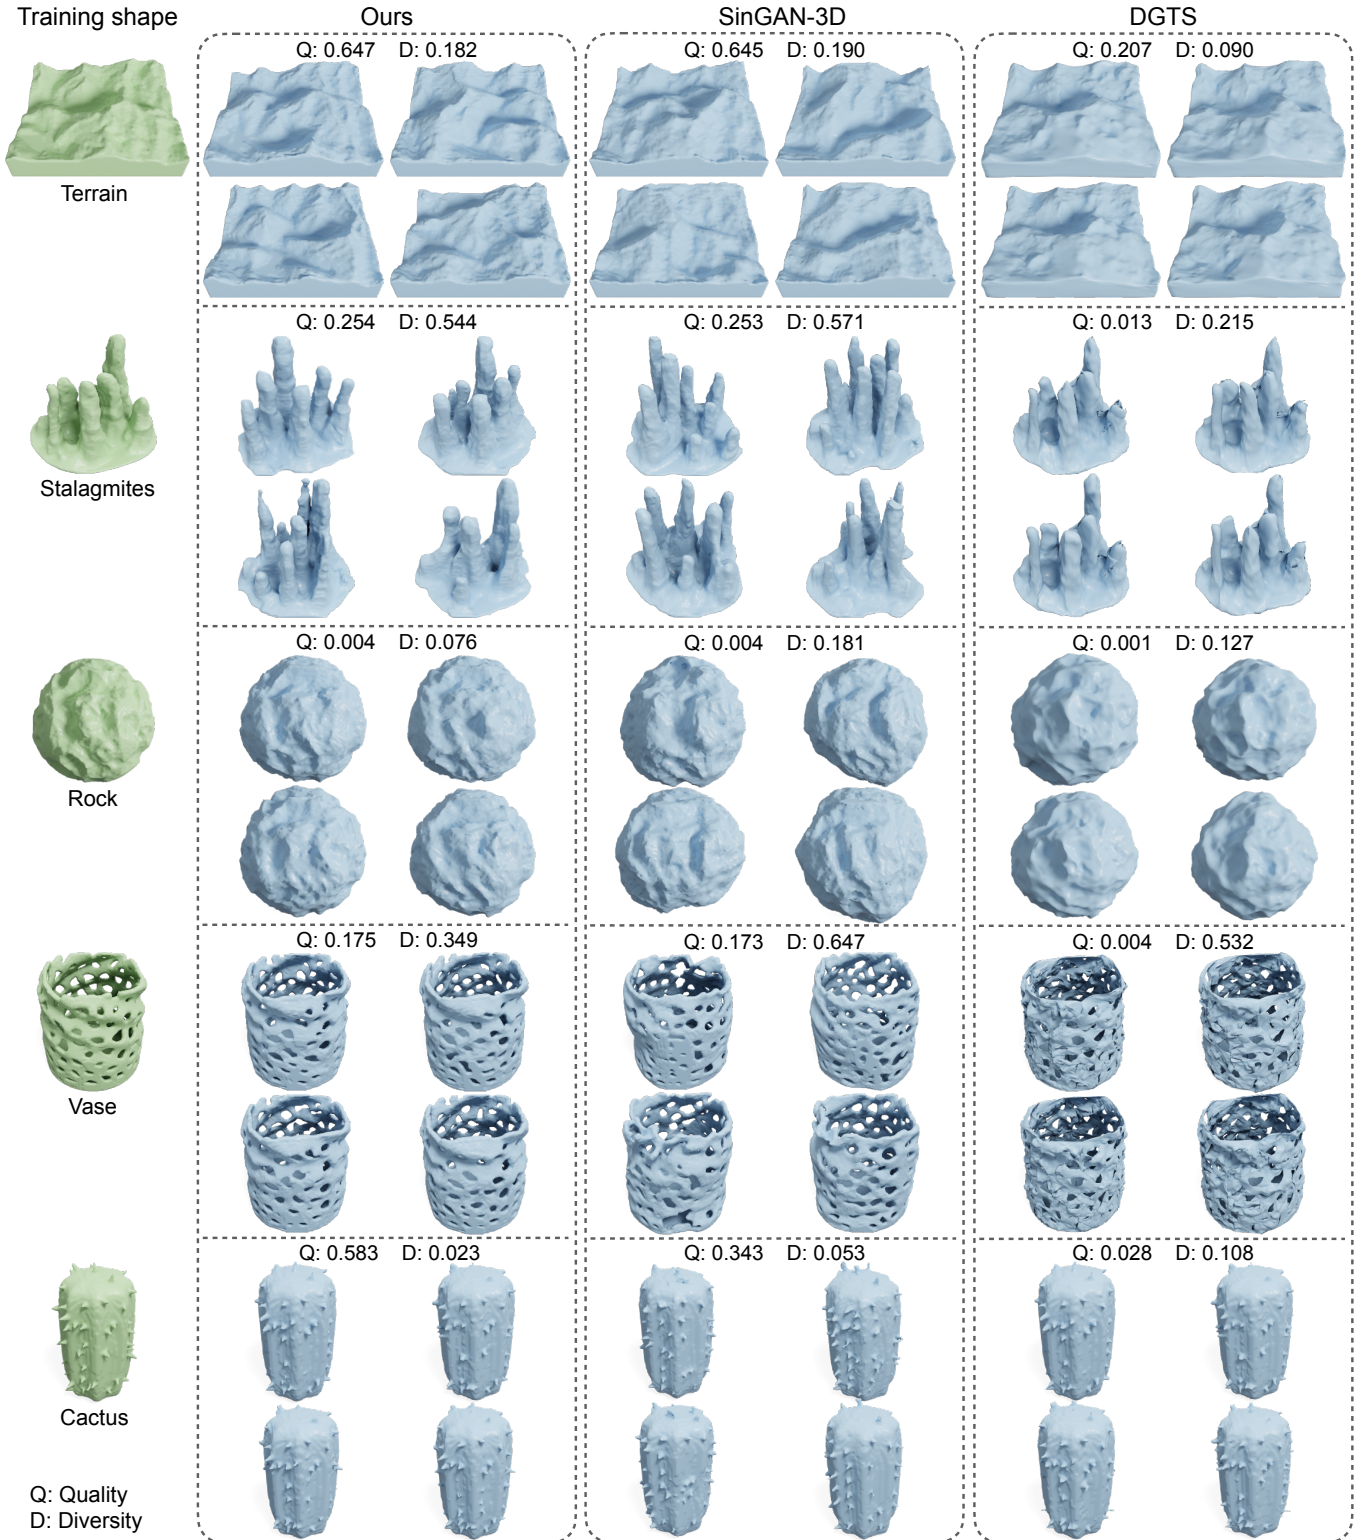 Training shape Ours SinGAN-3D DGTS
Q: 0.647 D: 0.182 Q: 0.645 D: 0.190 Q: 0.207 D: 0.090
Terrain
Q: 0.254 D: 0.544 Q: 0.253 D: 0.571 Q: 0.013 D: 0.215
Stalagmites
Q: 0.004 D: 0.076 Q: 0.004 D: 0.181 Q: 0.001 D: 0.127
Rock
Q: 0.175 D: 0.349 Q: 0.173 D: 0.647 Q: 0.004 D: 0.532
Vase
Q: 0.583 D: 0.023 Q: 0.343 D: 0.053 Q: 0.028 D: 0.108
Cactus
Q: Quality
D: Diversity